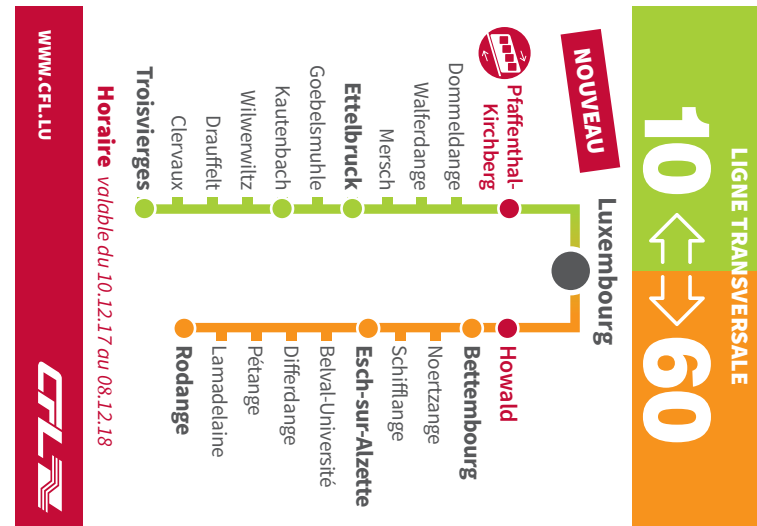 LIGNE TRANSVERSALE
10
60
NOUVEAU
Luxembourg
Pfaffenthal-
Kirchberg
Dommeldange
Walferdange
Mersch
Ettelbruck
Goebelsmuhle
Kautenbach
Wilwerwiltz
Drauffelt
Clervaux
Troisvierges
Howald
Bettembourg
Noertzange
Schifflange
Esch-sur-Alzette
Belval-Université
Differdange
Pétange
Lamadelaine
Rodange
Horaire valable du 10.12.17 au 08.12.18
WWW.CFL.LU
CFL